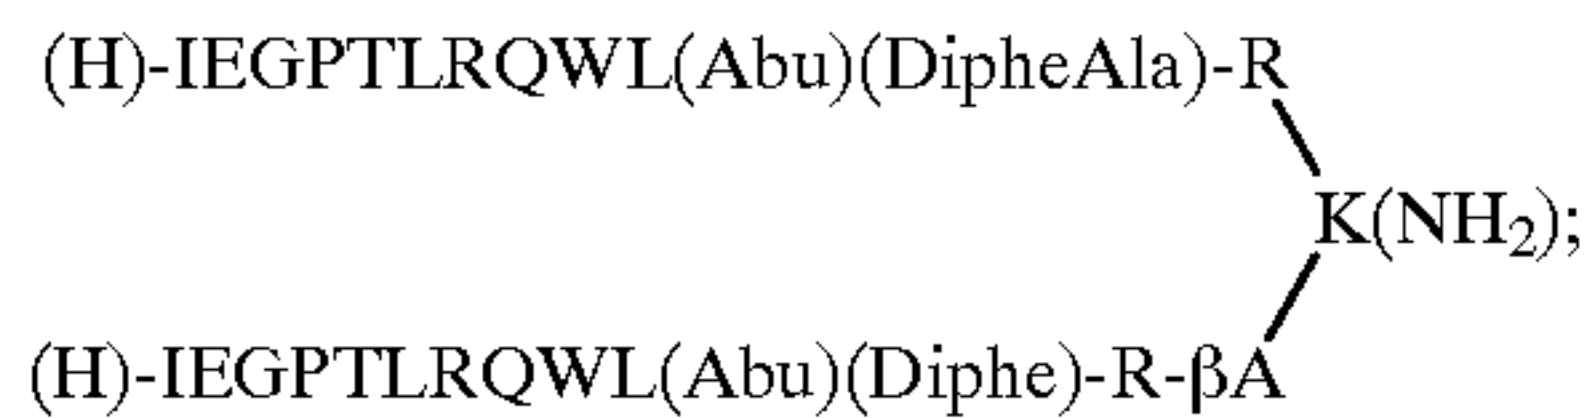 (H)-IEGPTLRQWL(Abu)(DipheAla)-R
K(NH₂);
(H)-IEGPTLRQWL(Abu)(Diphe)-R-βA